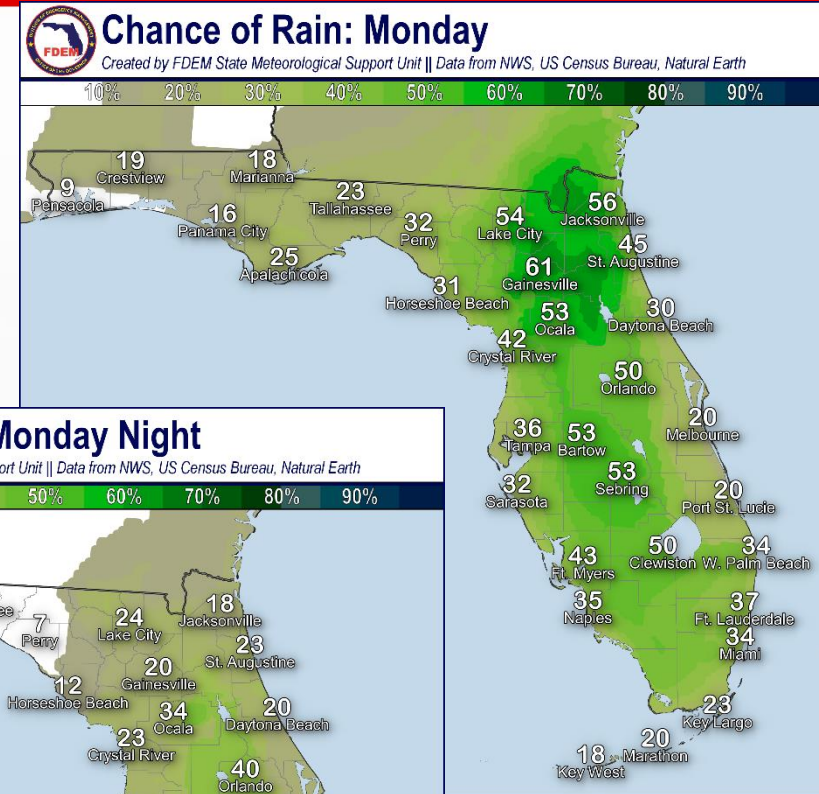 FDEM
Chance of Rain: Monday
Created by FDEM State Meteorological Support Unit || Data from NWS, US Census Bureau, Natural Earth
10% 20% 30% 40% 50% 60% 70% 80% 90%
19
Crestview
18
Marianna
9
Pensacola
23
Tallahassee
16
Panama City
32
Perry
54
Lake City
56
Jacksonville
25
Apalachicola
45
St. Augustine
61
Gainesville
31
Horseshoe Beach
53
Ocala
30
Daytona Beach
42
Crystal River
50
Orlando
20
Melbourne
36
Tampa
53
Bartow
53
Sebring
32
Sarasota
20
Port St. Lucie
43
Ft. Myers
50
Clewiston
34
W. Palm Beach
35
Naples
37
Ft. Lauderdale
34
Miami
23
Key Largo
20
Marathon
18
Key West
Monday Night
ort Unit || Data from NWS, US Census Bureau, Natural Earth
50% 60% 70% 80% 90%
ee
7
Perry
24
Lake City
18
Jacksonville
23
St. Augustine
20
Gainesville
12
Horseshoe Beach
34
Ocala
20
Daytona Beach
23
Crystal River
40
Orlando